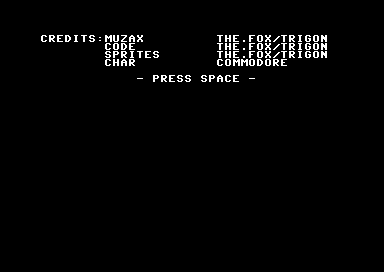 CREDITS:MUZAX THE.FOX/TRIGON
CODE THE.FOX/TRIGON
SPRITES THE.FOX/TRIGON
CHAR COMMODORE
- PRESS SPACE -